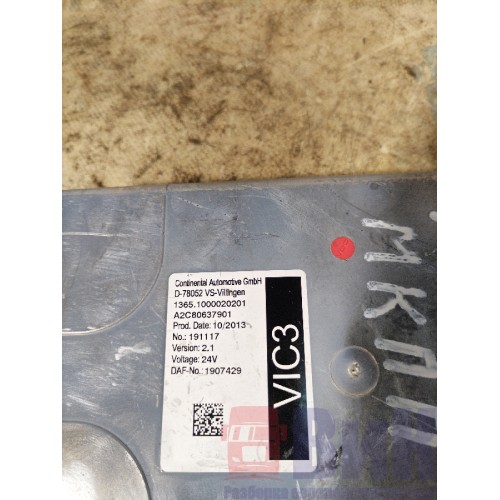 Continental Automotive GmbH
D-78052 VS-Villingen
1365.1000020201
A2C80637901
Prod. Date: 10/2013
No.: 191117
Version: 2.1
Voltage: 24V
DAF-No.: 1907429
VIC3
Разборка